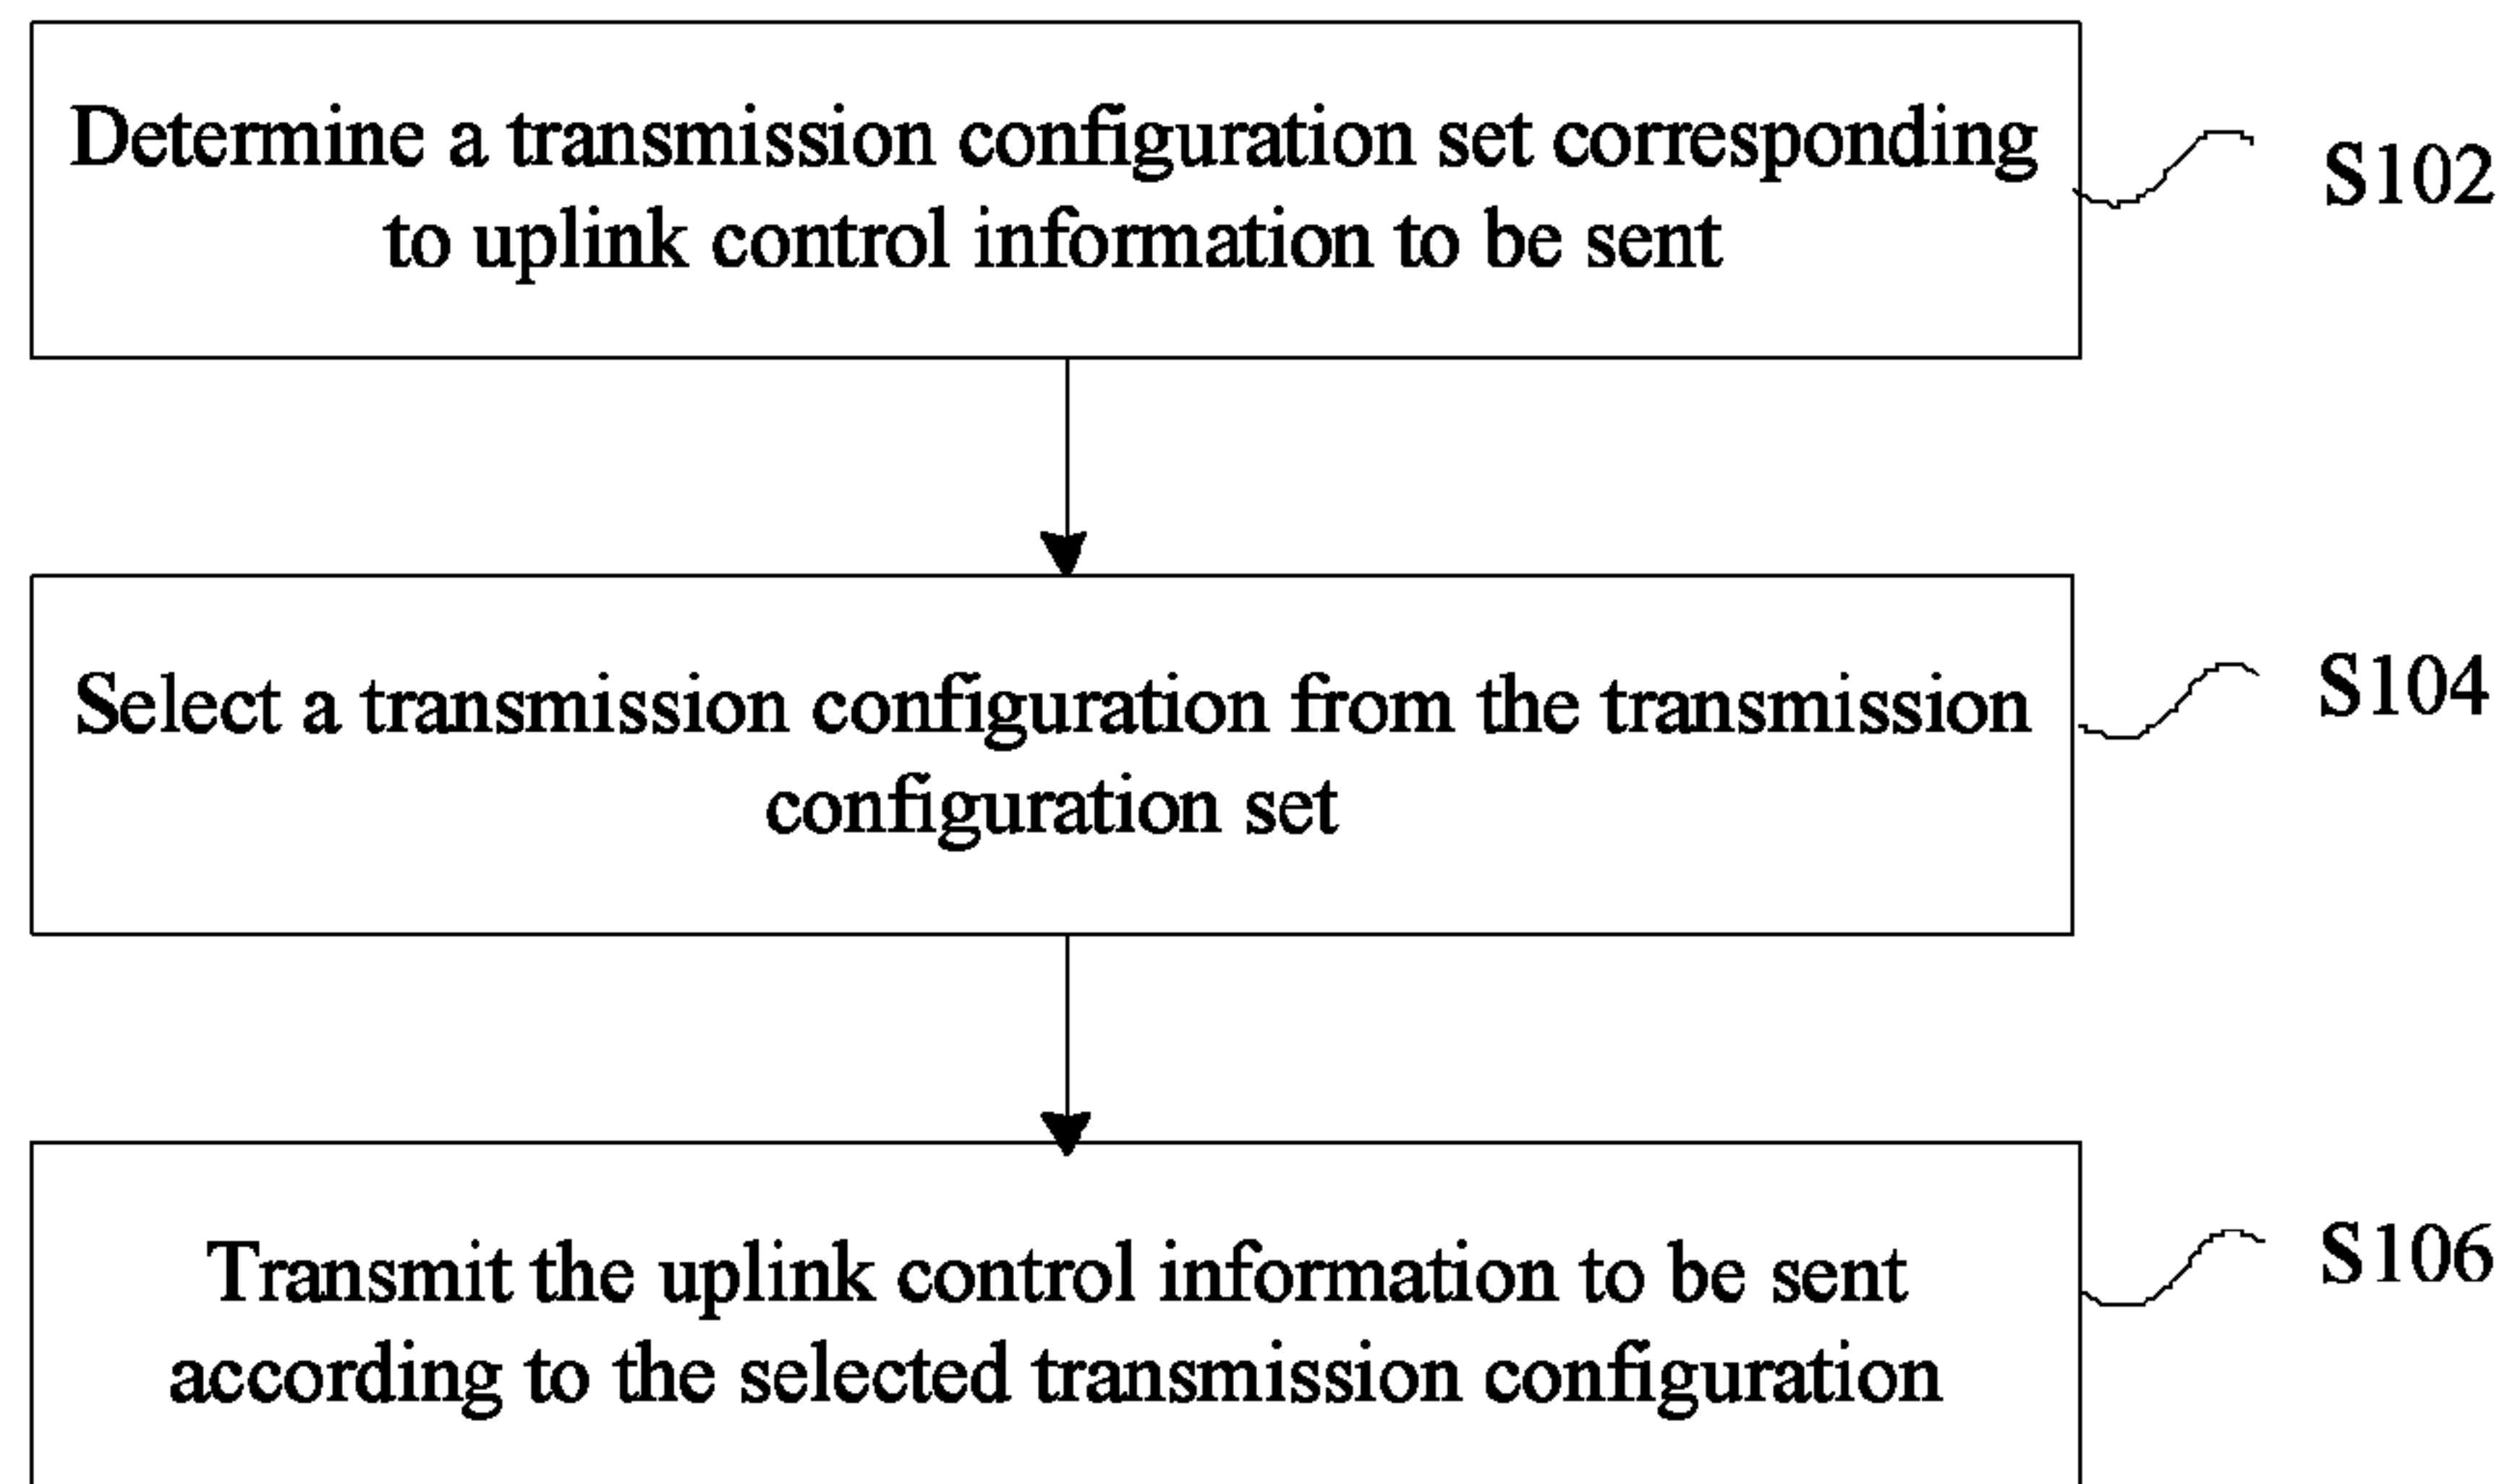 Determine a transmission configuration set corresponding
to uplink control information to be sent
S102
Select a transmission configuration from the transmission
configuration set
S104
Transmit the uplink control information to be sent
according to the selected transmission configuration
S106